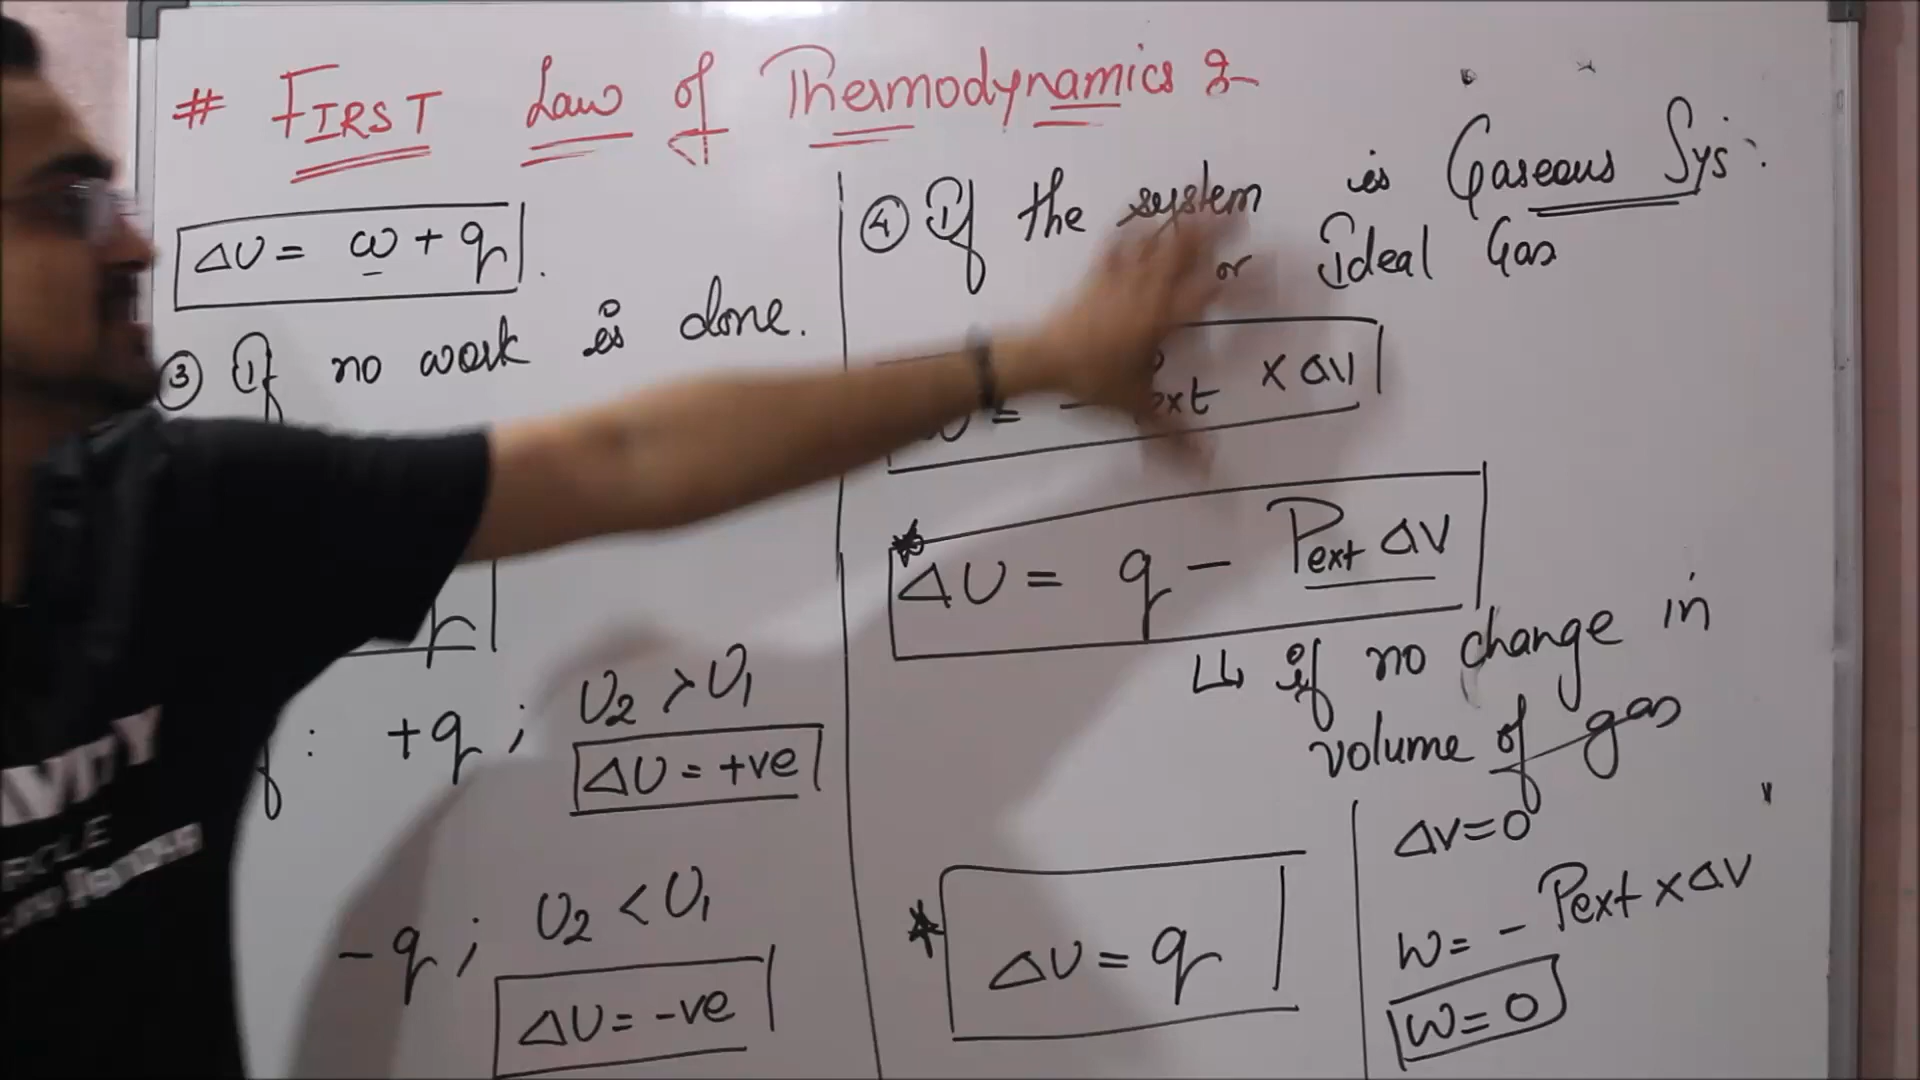 # FIRST Law of Thermodynamics :-
ΔU = w + q .
③ If no work is done.
+q ; U2 > U1
ΔU = +ve
-q ; U2 < U1
ΔU = -ve
④ If the system is Gaseous Sys:
or Ideal Gas
= - ext x ΔV
* ΔU = q - Pext ΔV
↳ if no change in
volume of gas
* ΔU = q
ΔV=0
W = - Pext x ΔV
W = 0